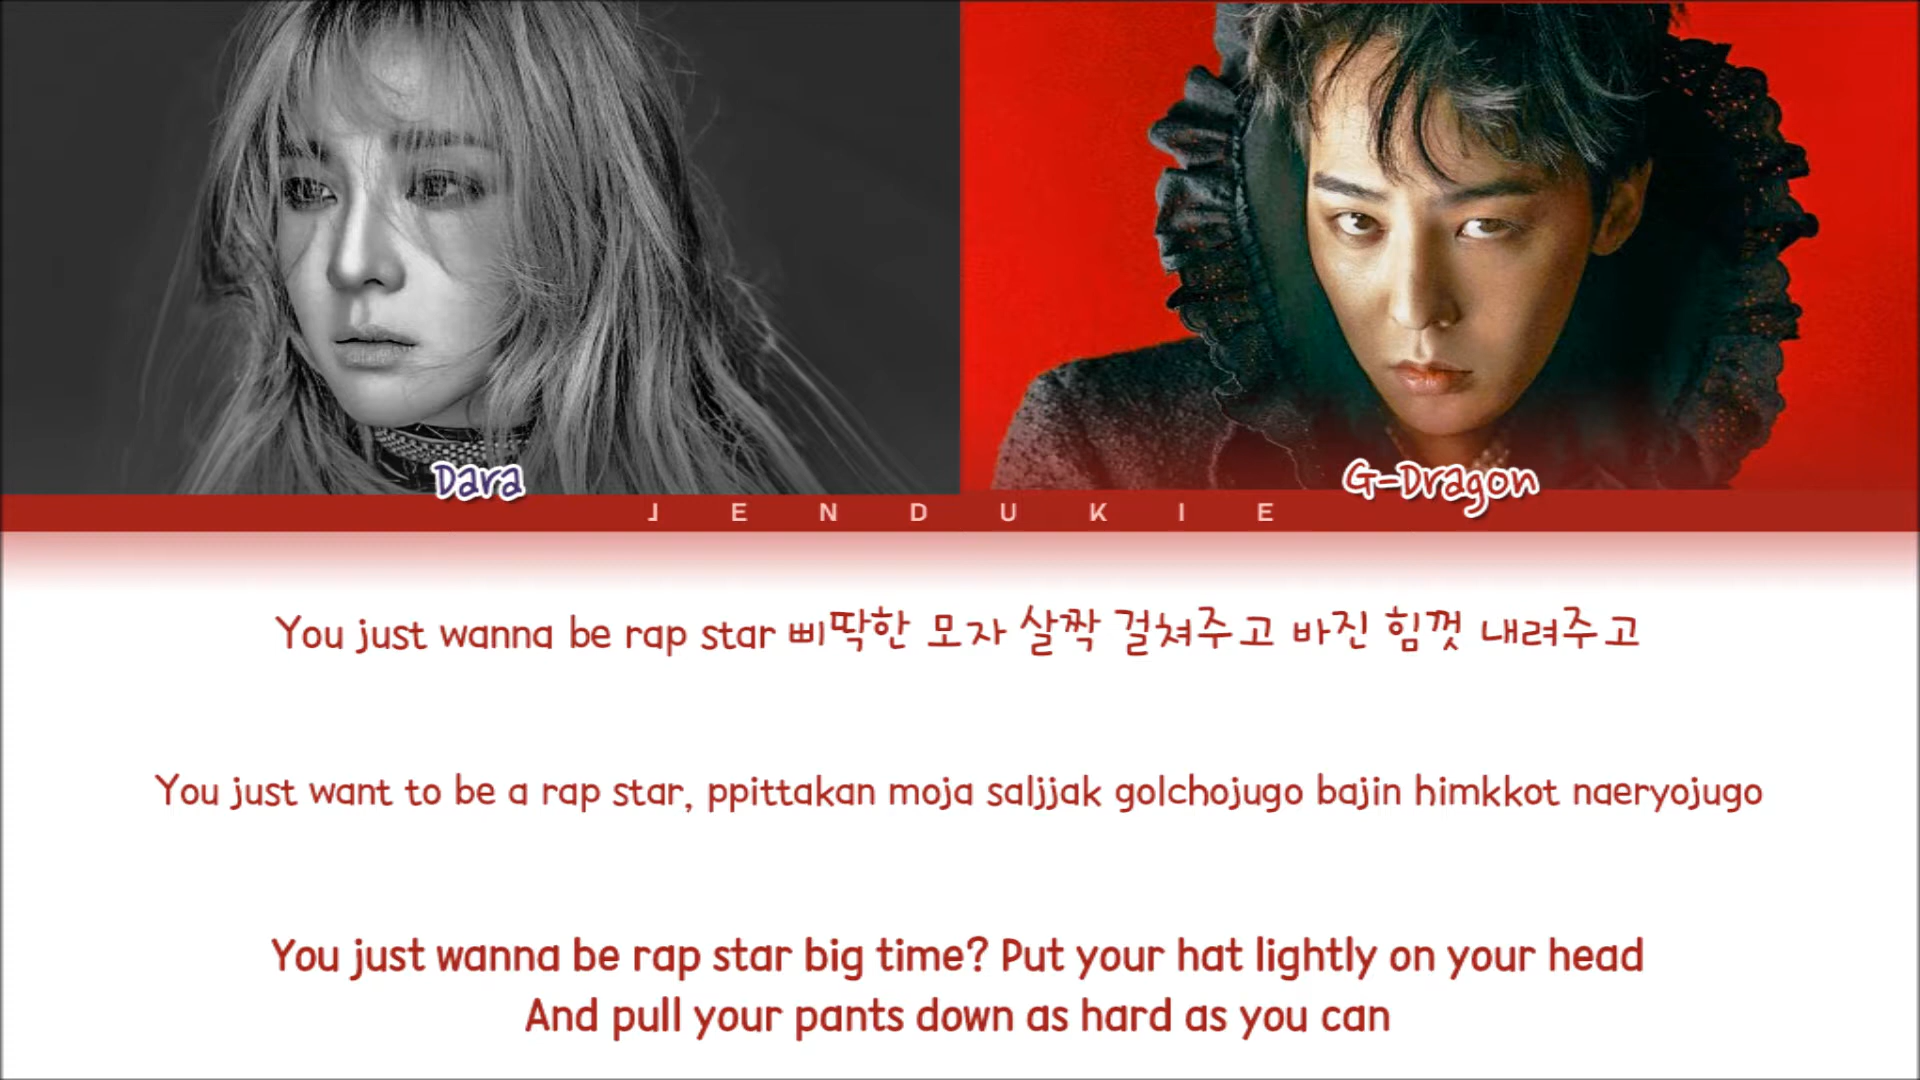 Dara
G-Dragon
JENDUKIE
You just wanna be rap star 삐딱한 모자 살짝 걸쳐주고 바진 힘껏 내려주고
You just want to be a rap star, ppittakan moja saljjak golchojugo bajin himkkot naeryojugo
You just wanna be rap star big time? Put your hat lightly on your head
And pull your pants down as hard as you can